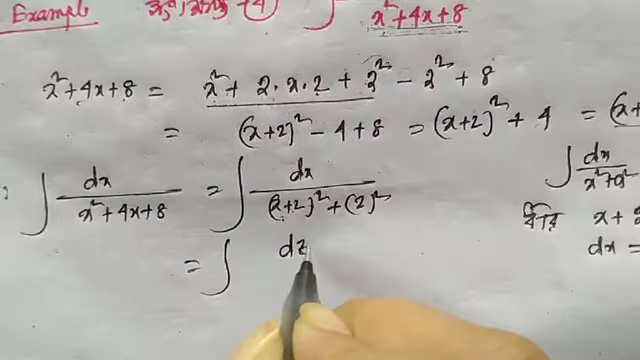 Example
x²+4x+8
x²+4x+8 = x²+2·x·2+2²-2²+8
= (x+2)²-4+8 = (x+2)²+4 = (x+
∫ dx/(x²+4x+8) = ∫ dx/((x+2)²+(2)²)
∫ dx/(x²+a²)
x+2
dx =
= ∫ dz